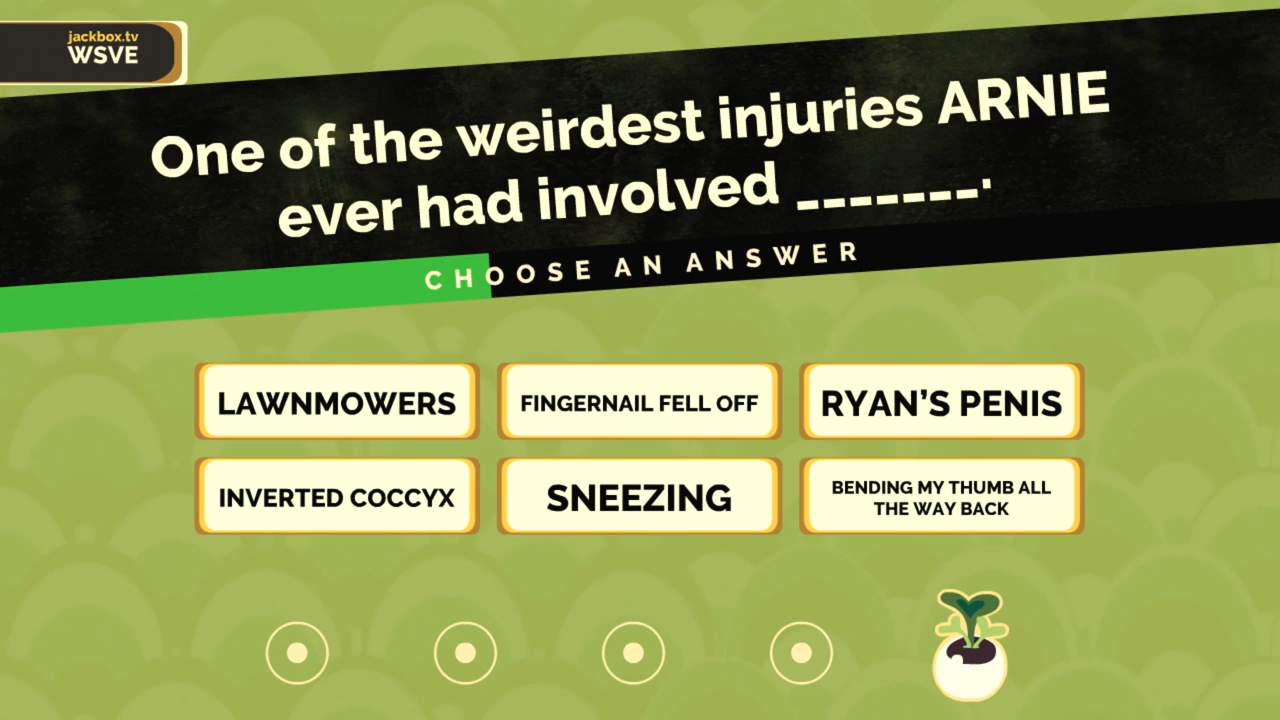 jackbox.tv
WSVE
One of the weirdest injuries ARNIE
ever had involved _______.
CHOOSE AN ANSWER
LAWNMOWERS
FINGERNAIL FELL OFF
RYAN'S PENIS
INVERTED COCCYX
SNEEZING
BENDING MY THUMB ALL
THE WAY BACK